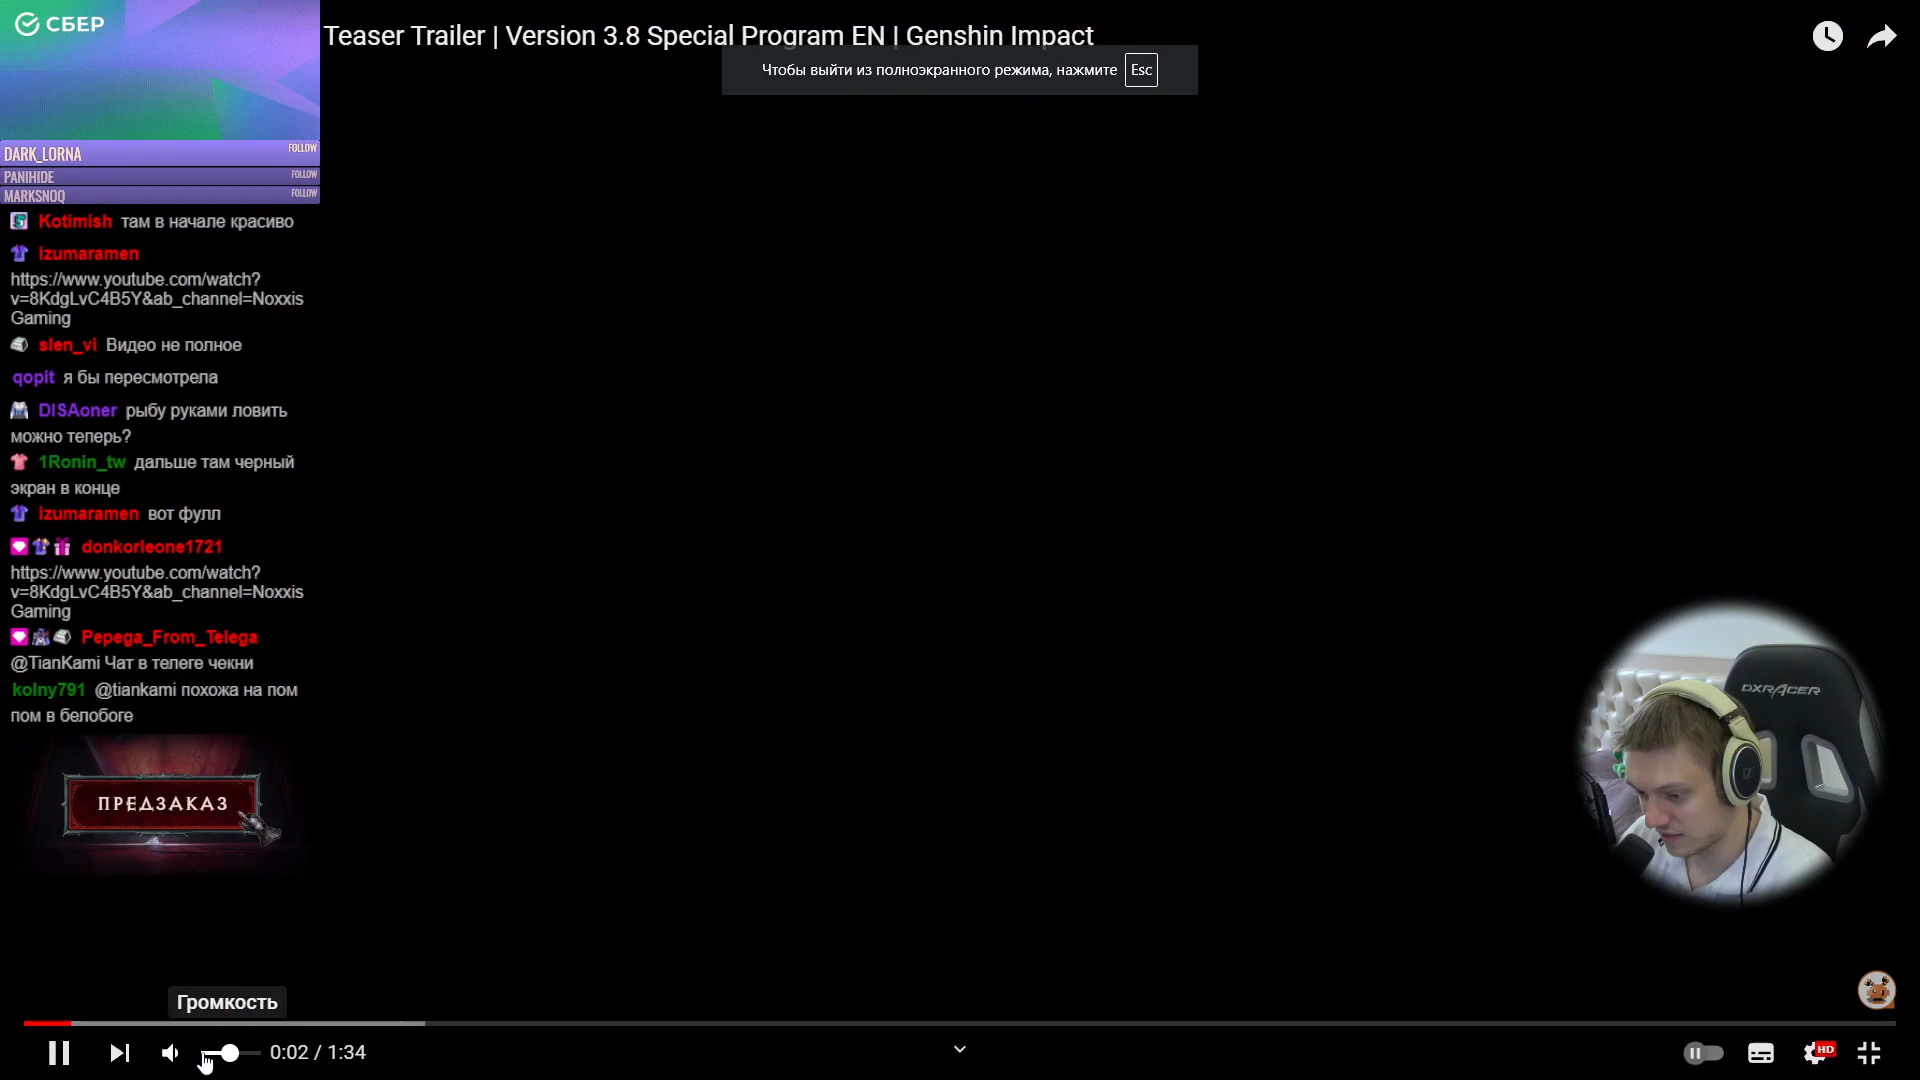 СБЕР
Teaser Trailer | Version 3.8 Special Program EN | Genshin Impact
Чтобы выйти из полноэкранного режима, нажмите Esc
DARK_LORNA FOLLOW
PANIHIDE FOLLOW
MARKSNOQ FOLLOW
Kotimish там в начале красиво
izumaramen
https://www.youtube.com/watch?
v=8KdgLvC4B5Y&ab_channel=Noxxis
Gaming
slen_vi Видео не полное
qopit я бы пересмотрела
DISAoner рыбу руками ловить
можно теперь?
1Ronin_tw дальше там черный
экран в конце
izumaramen вот фулл
donkorleone1721
https://www.youtube.com/watch?
v=8KdgLvC4B5Y&ab_channel=Noxxis
Gaming
Pepega_From_Telega
@TianKami Чат в телеге чекни
kolny791 @tiankami похожа на пом
пом в белобоге
ПРЕДЗАКАЗ
DXRACER
Громкость
0:02 / 1:34
HD